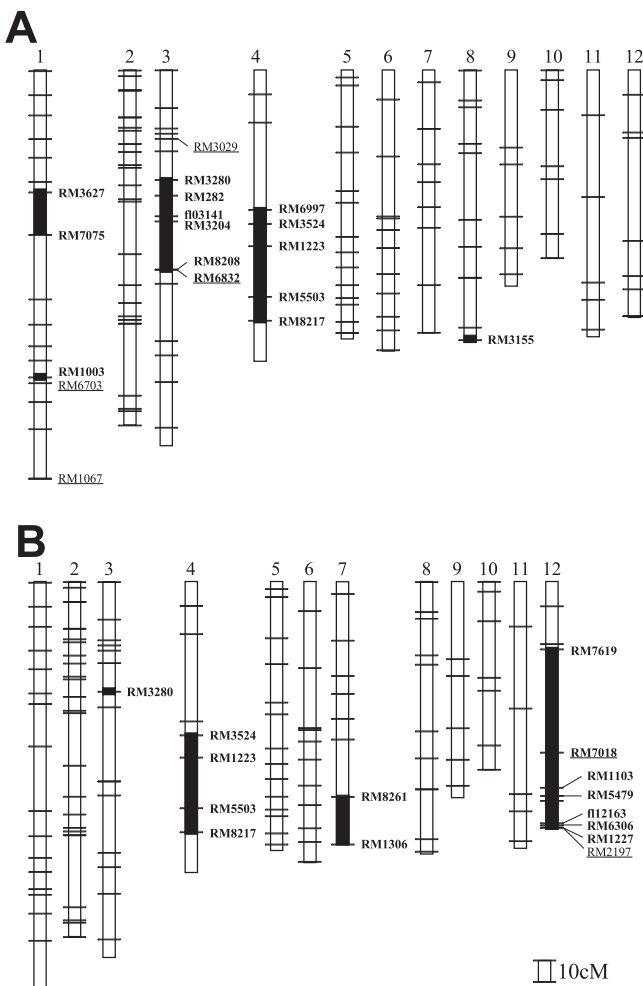 A
1 2 3 4 5 6 7 8 9 10 11 12
RM3029
RM3280
RM3627
RM282
RM6997
fl03141
RM3524
RM3204
RM7075
RM1223
RM8208
RM6832
RM5503
RM8217
RM3155
RM1003
RM6703
RM1067
B
1 2 3 4 5 6 7 8 9 10 11 12
RM7619
RM3280
RM3524
RM7018
RM1223
RM1103
RM8261
RM5479
RM5503
fl12163
RM6306
RM8217
RM1227
RM1306
RM2197
10cM